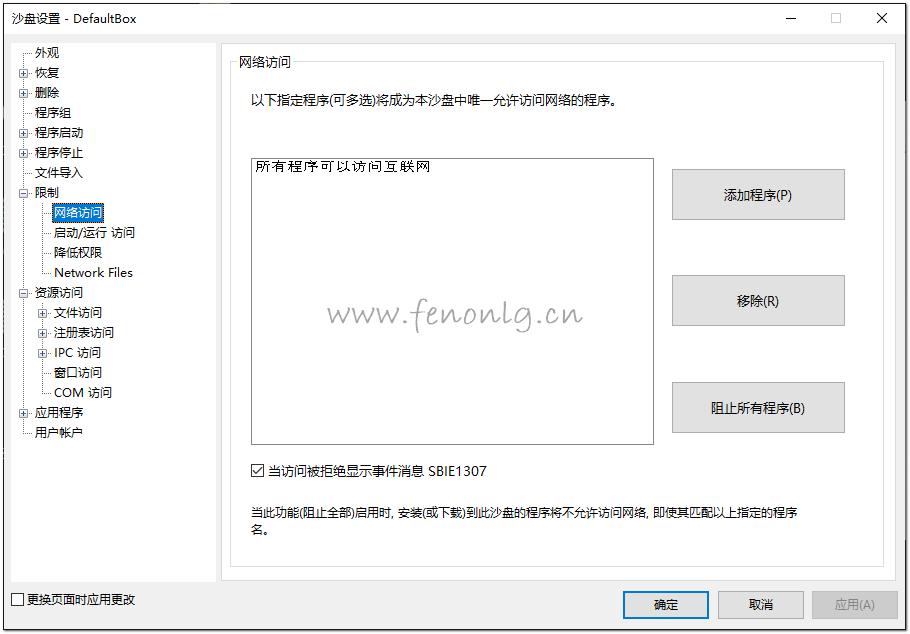 沙盘设置 - DefaultBox
外观
恢复
删除
程序组
程序启动
程序停止
文件导入
限制
网络访问
启动/运行 访问
降低权限
Network Files
资源访问
文件访问
注册表访问
IPC 访问
窗口访问
COM 访问
应用程序
用户帐户
网络访问
以下指定程序(可多选)将成为本沙盘中唯一允许访问网络的程序。
所有程序可以访问互联网
www.fenonlg.cn
添加程序(P)
移除(R)
阻止所有程序(B)
当访问被拒绝显示事件消息 SBIE1307
当此功能(阻止全部)启用时, 安装(或下载)到此沙盘的程序将不允许访问网络, 即使其匹配以上指定的程序
名。
更换页面时应用更改
确定
取消
应用(A)